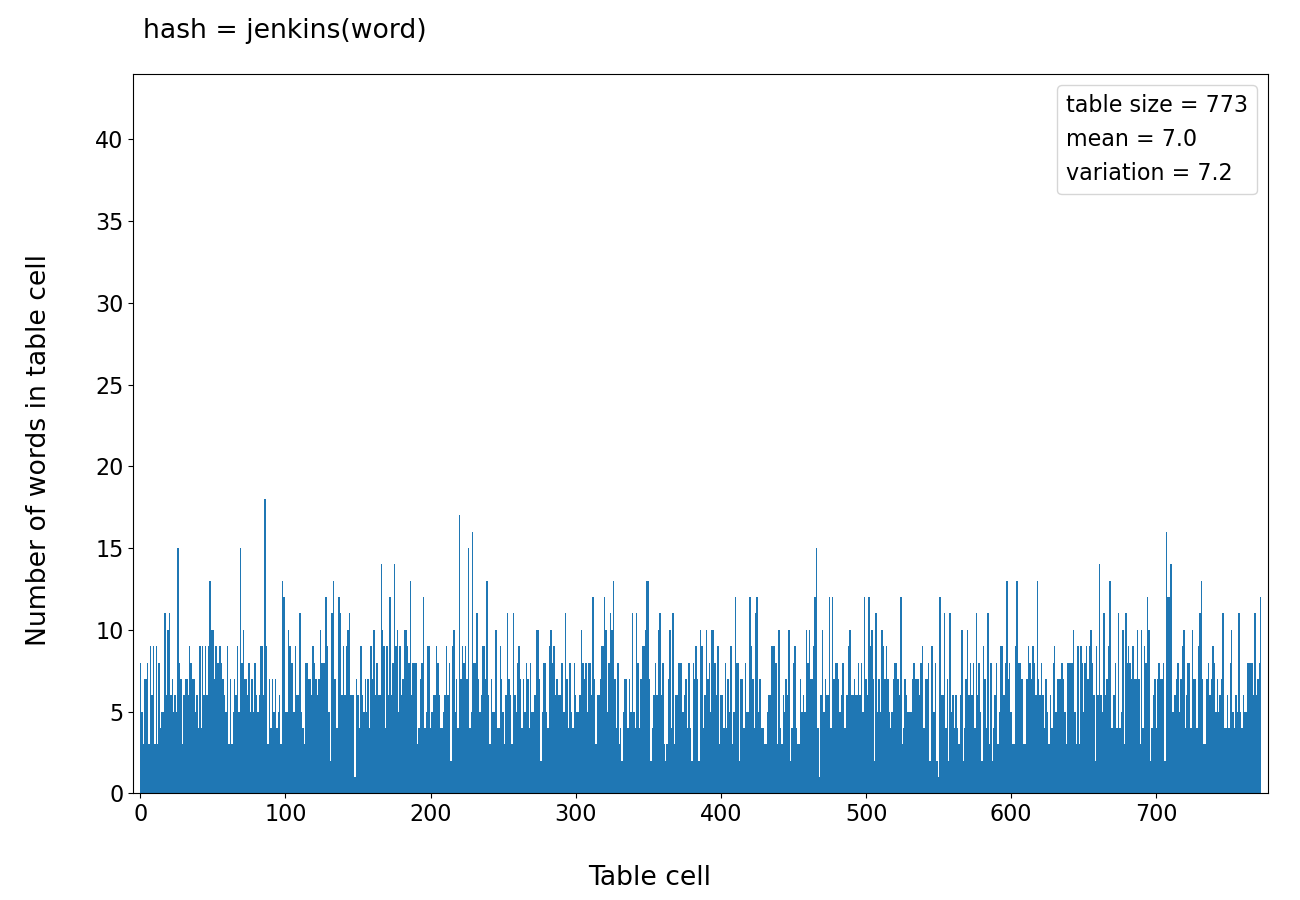 hash = jenkins(word)
table size = 773
mean = 7.0
variation = 7.2
Number of words in table cell
40
35
30
25
20
15
10
5
0
0 100 200 300 400 500 600 700
Table cell